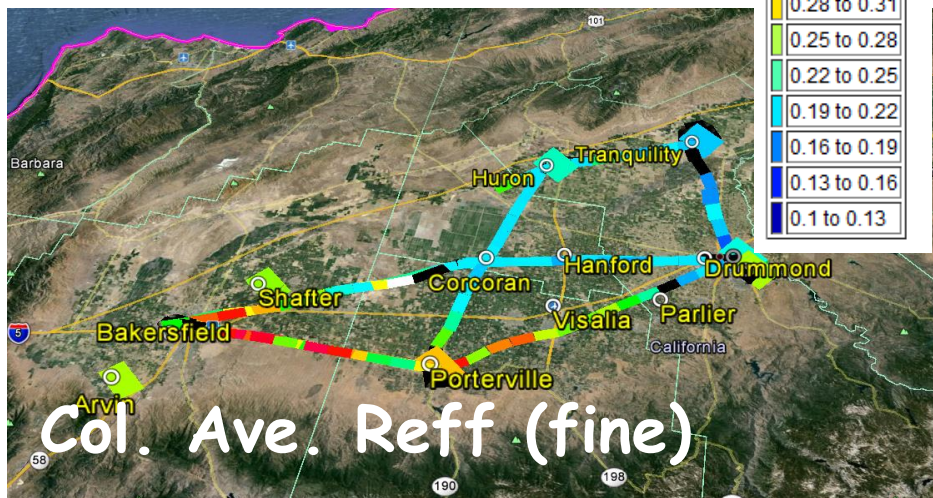 0.28 to 0.31
0.25 to 0.28
0.22 to 0.25
0.19 to 0.22
0.16 to 0.19
0.13 to 0.16
0.1 to 0.13
101
Barbara
Tranquility
Huron
Hanford
Drummond
Corcoran
Shafter
Visalia
Parlier
Bakersfield
5
California
Porterville
Arvin
Col. Ave. Reff (fine)
58
190
198